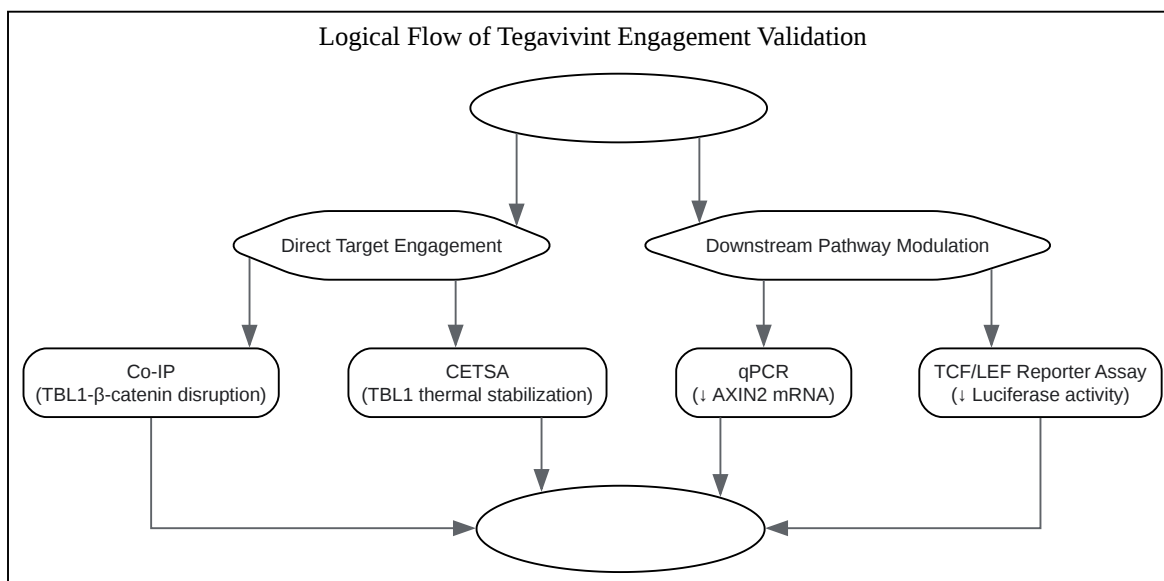 Logical Flow of Tegavivint Engagement Validation
Direct Target Engagement
Downstream Pathway Modulation
Co-IP
(TBL1-β-catenin disruption)
CETSA
(TBL1 thermal stabilization)
qPCR
(↓ AXIN2 mRNA)
TCF/LEF Reporter Assay
(↓ Luciferase activity)